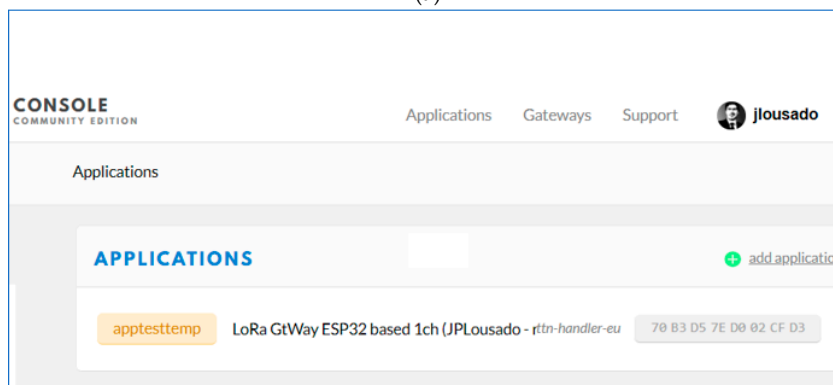 CONSOLE
COMMUNITY EDITION
Applications Gateways Support jlousado
Applications
APPLICATIONS
add applicatio
apptesttemp LoRa GtWay ESP32 based 1ch (JPLousado - ttn-handler-eu 70 B3 D5 7E D0 02 CF D3